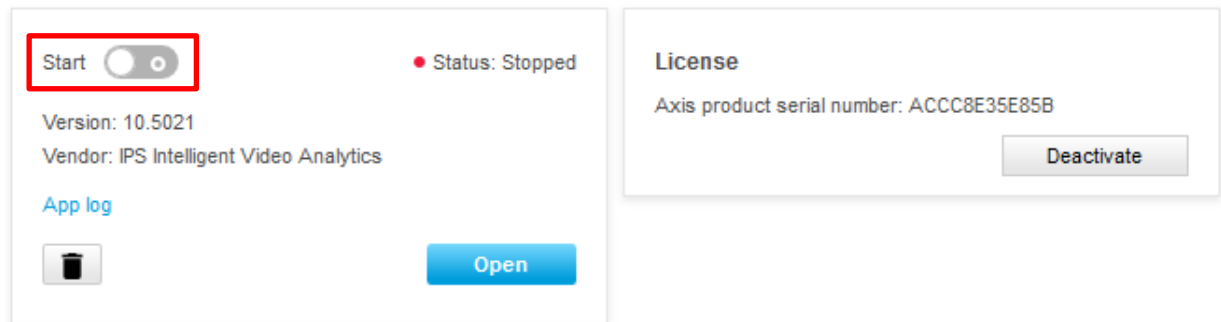 Start
Status: Stopped
Version: 10.5021
Vendor: IPS Intelligent Video Analytics
App log
Open
License
Axis product serial number: ACCC8E35E85B
Deactivate